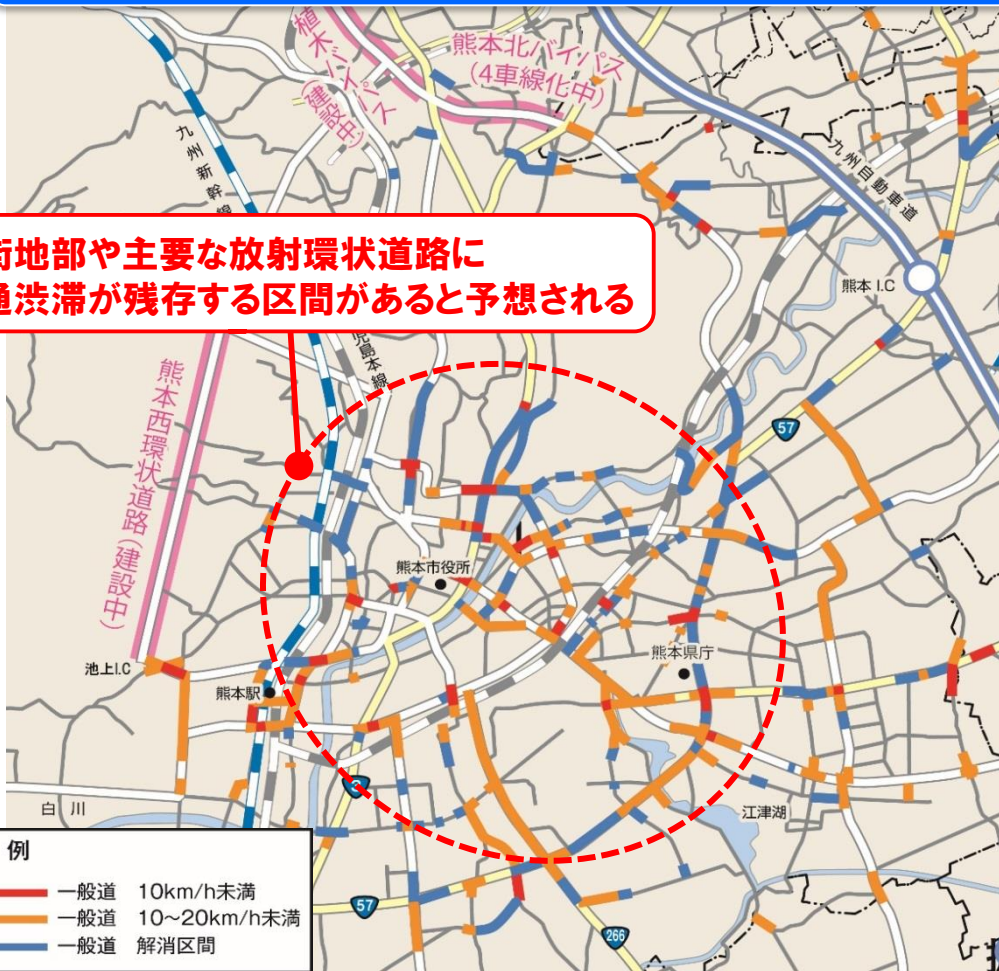 熊本北バイパス
(4車線化中)
植木バイパス
(建設中)
九州新幹線
九州自動車道
街地部や主要な放射環状道路に
通渋滞が残存する区間があると予想される
熊本 I.C
児島本線
熊本西環状道路(建設中)
57
熊本市役所
熊本県庁
池上I.C
熊本駅
3
白 川
江津湖
例
一般道 10km/h未満
一般道 10~20km/h未満
一般道 解消区間
57
266